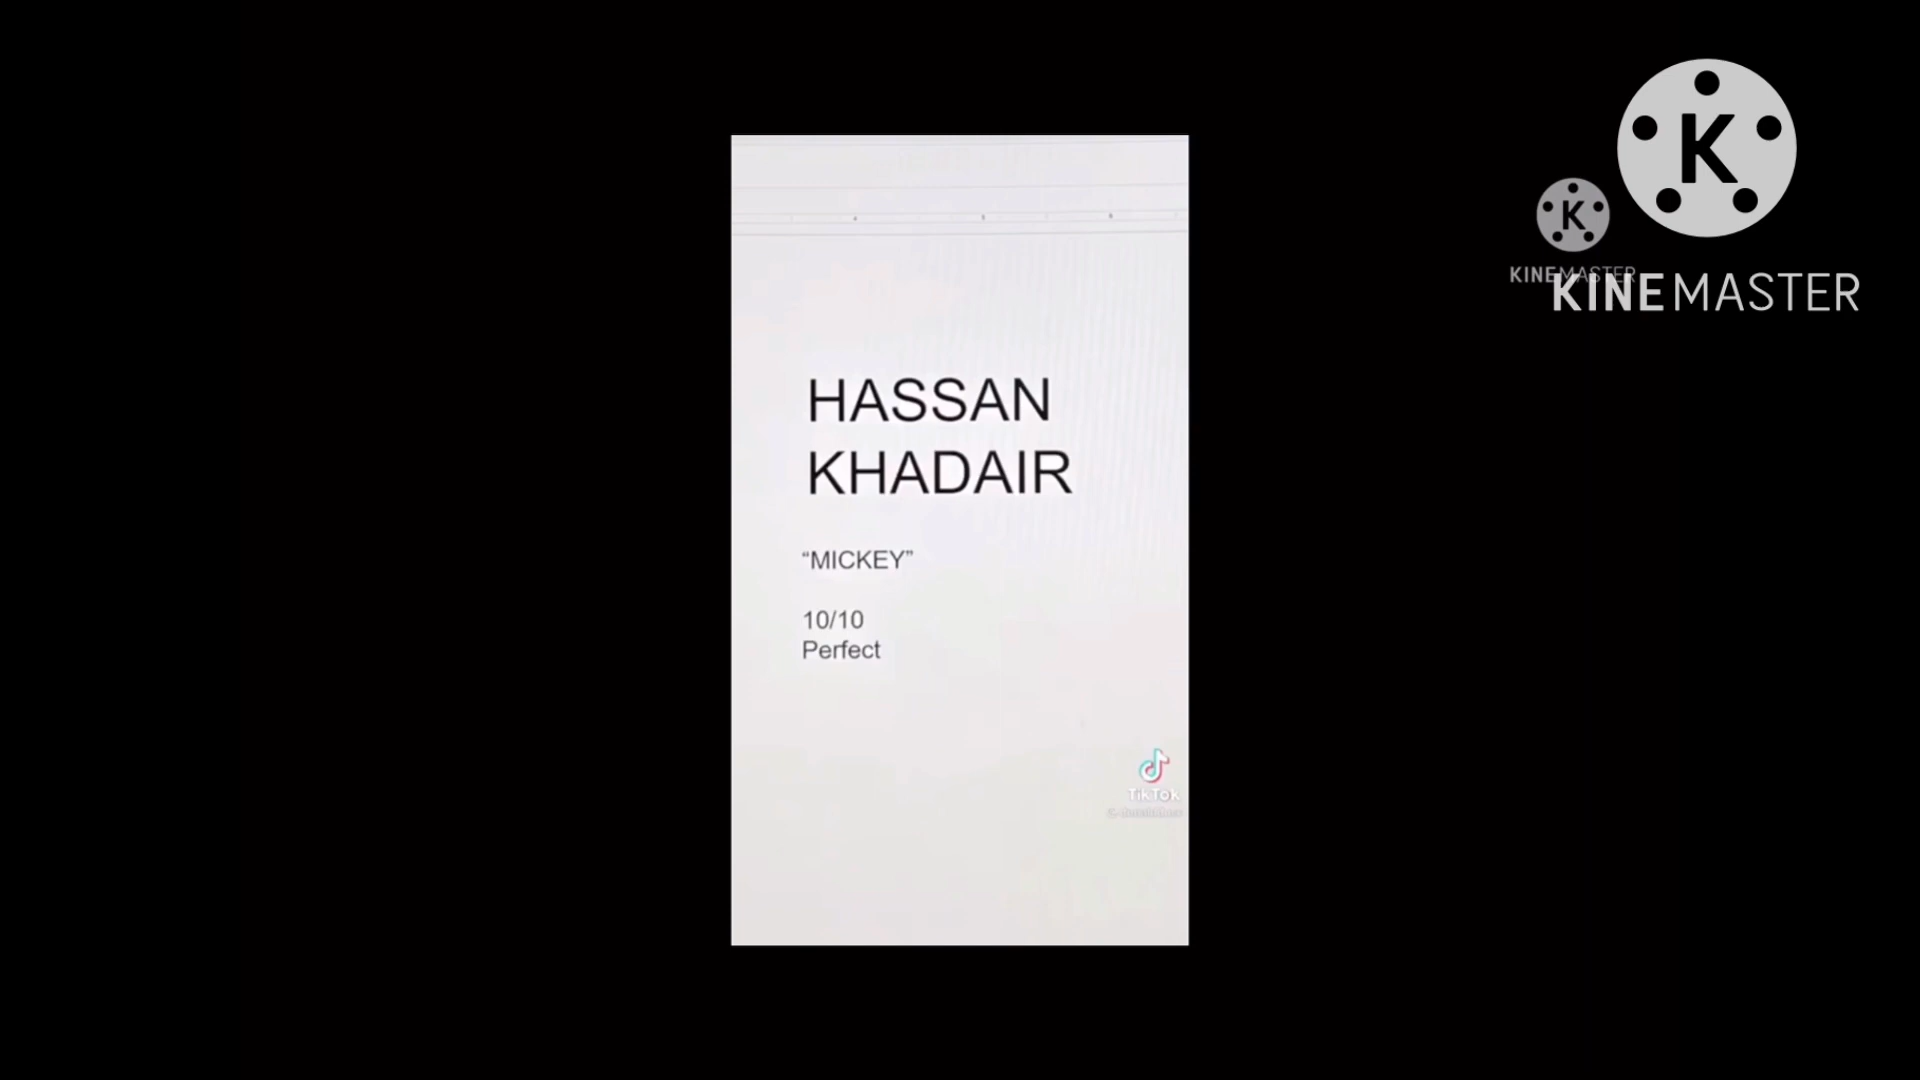 HASSAN
KHADAIR
“MICKEY”
10/10
Perfect
TikTok
K
KINEMASTER
K
KINEMASTER